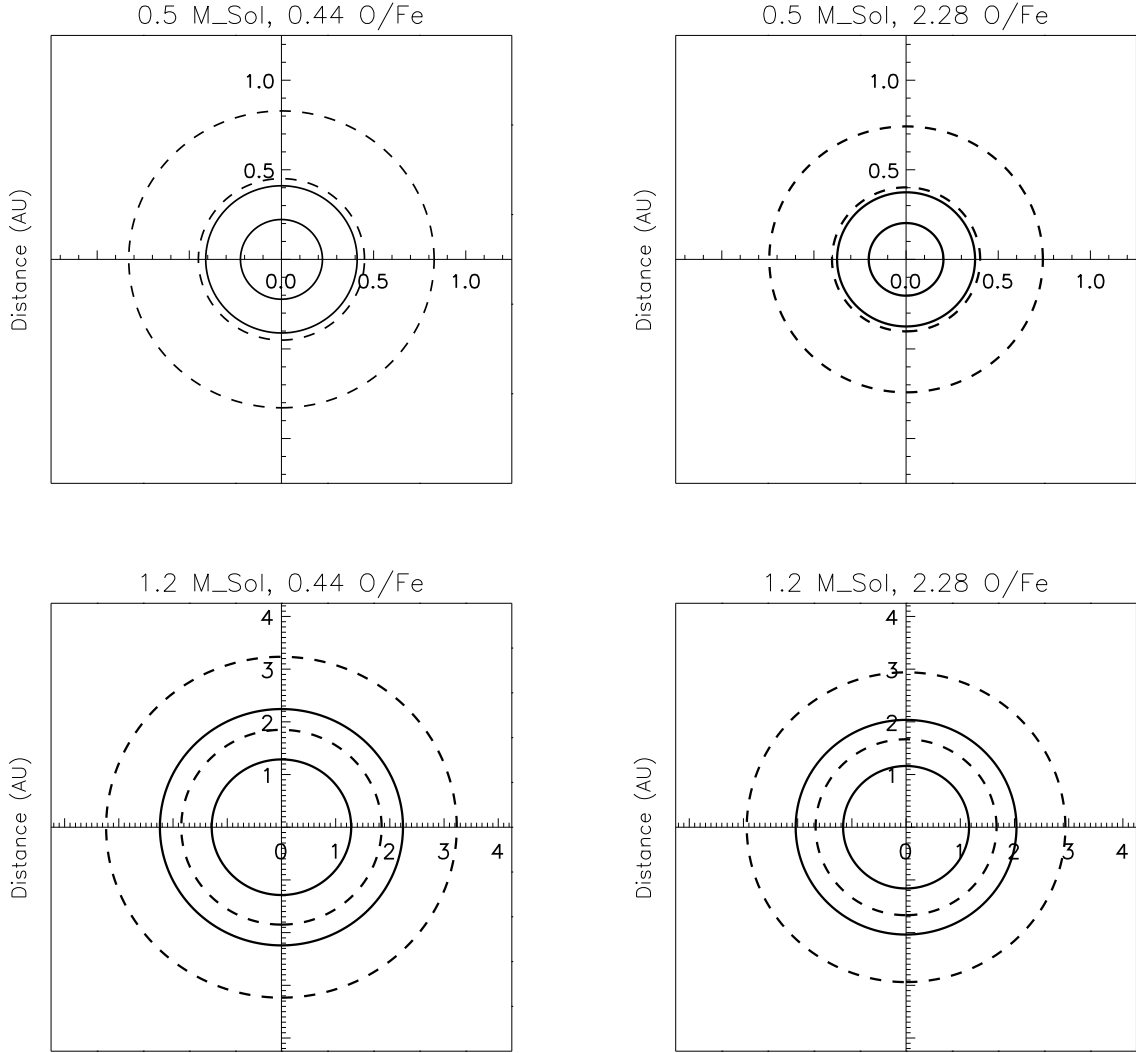 0.5 M_Sol, 0.44 O/Fe
Distance (AU)
1.0
0.5
0.0 0.5 1.0
0.5 M_Sol, 2.28 O/Fe
Distance (AU)
1.0
0.5
0.0 0.5 1.0
1.2 M_Sol, 0.44 O/Fe
Distance (AU)
4
3
2
1
0 1 2 3 4
1.2 M_Sol, 2.28 O/Fe
Distance (AU)
4
3
2
1
0 1 2 3 4